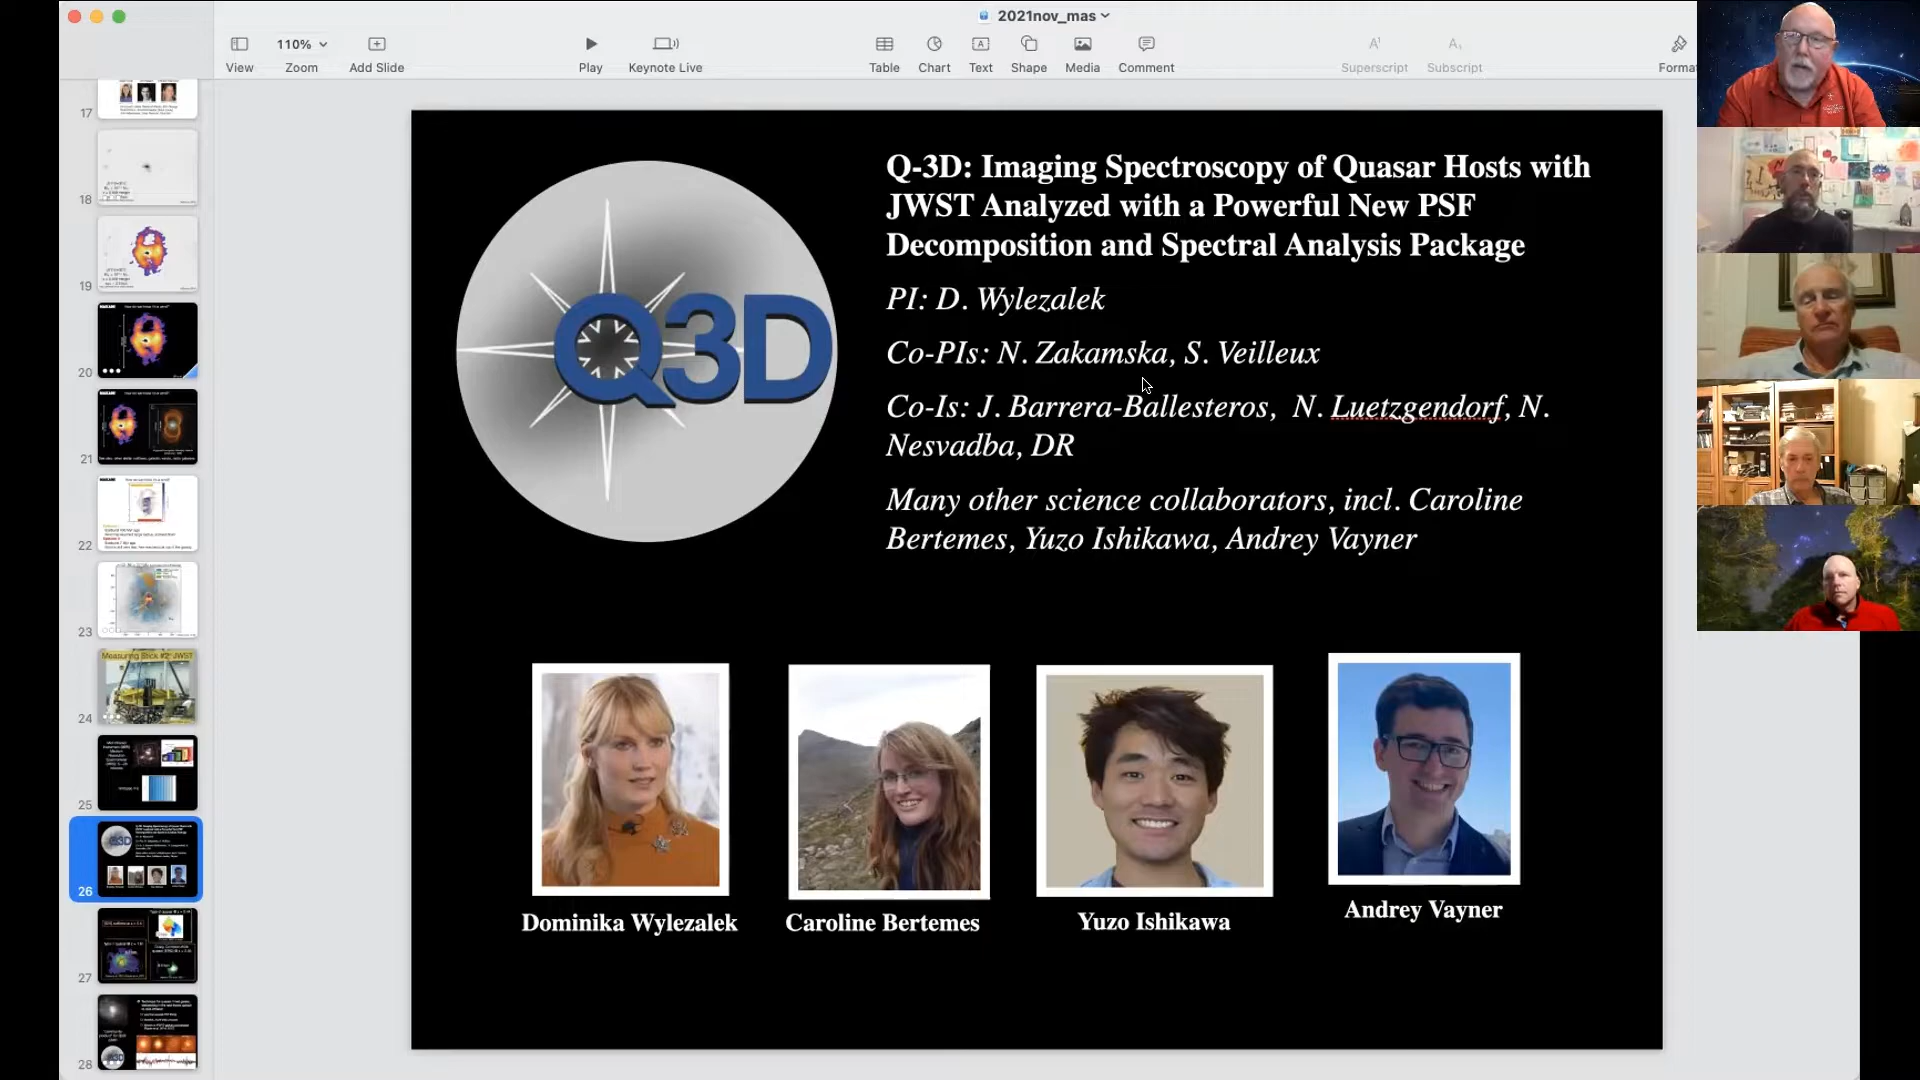 2021nov_mas
110%
View
Zoom
Add Slide
Play
Keynote Live
Table
Chart
Text
Shape
Media
Comment
Superscript
Subscript
Format
17
18
19
20
21
22
23
Measuring Stick #2: JWST
24
25
26
27
28
Q3D
Q-3D: Imaging Spectroscopy of Quasar Hosts with
JWST Analyzed with a Powerful New PSF
Decomposition and Spectral Analysis Package
PI: D. Wylezalek
Co-PIs: N. Zakamska, S. Veilleux
Co-Is: J. Barrera-Ballesteros, N. Luetzgendorf, N.
Nesvadba, DR
Many other science collaborators, incl. Caroline
Bertemes, Yuzo Ishikawa, Andrey Vayner
Dominika Wylezalek
Caroline Bertemes
Yuzo Ishikawa
Andrey Vayner